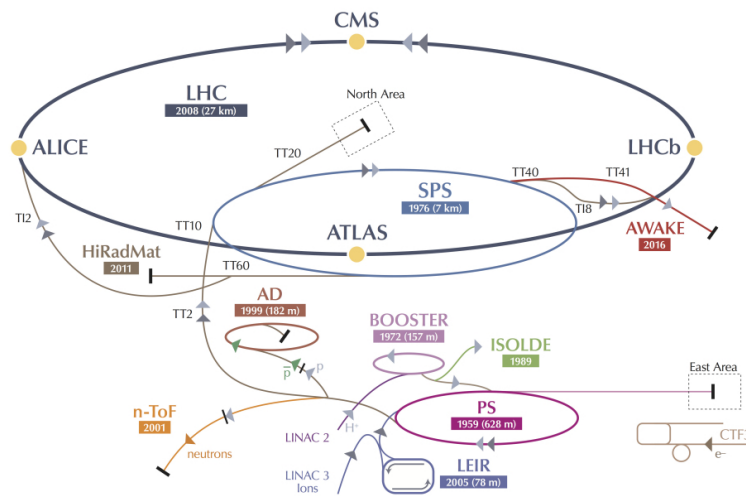 CMS
LHC
2008 (27 km)
North Area
ALICE
LHCb
TT20
TT40
TT41
SPS
1976 (7 km)
TI2
TT10
TI8
ATLAS
AWAKE
2016
HiRadMat
2011
TT60
AD
1999 (182 m)
TT2
BOOSTER
1972 (157 m)
ISOLDE
1989
p
p
East Area
n-ToF
2001
neutrons
H+
LINAC 2
PS
1959 (628 m)
CTF3
e-
LINAC 3
Ions
LEIR
2005 (78 m)